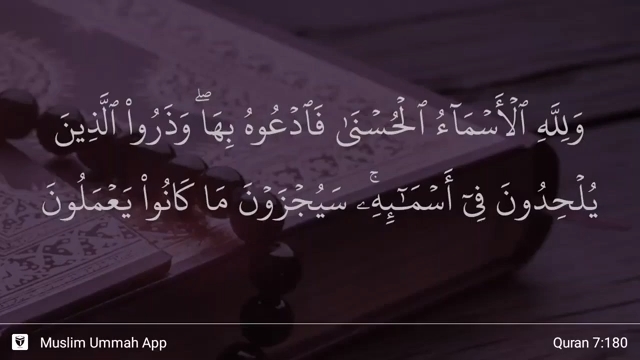 وَلِلَّهِ ٱلْأَسْمَآءُ ٱلْحُسْنَىٰ فَٱدْعُوهُ بِهَا ۖ وَذَرُوا۟ ٱلَّذِينَ
يُلْحِدُونَ فِىٓ أَسْمَـٰٓئِهِۦ ۚ سَيُجْزَوْنَ مَا كَانُوا۟ يَعْمَلُونَ
Muslim Ummah App
Quran 7:180